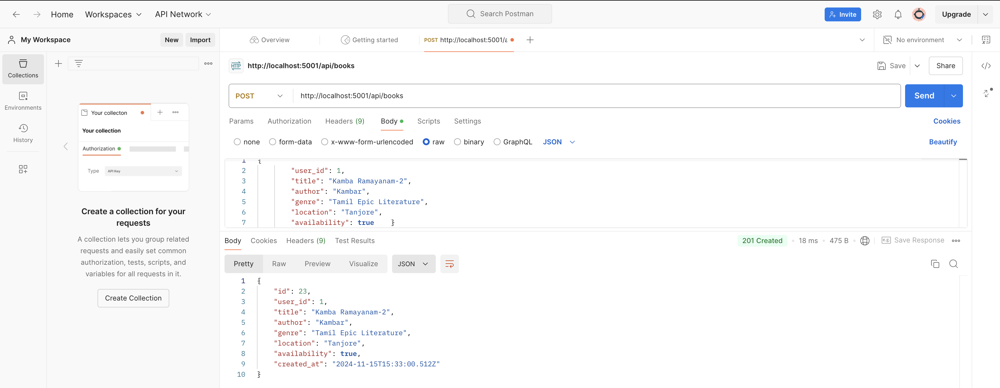 Home Workspaces API Network Search Postman Invite Upgrade
My Workspace New Import Overview Getting started POST http://localhost:5001/a No environment
Collections
Environments
History
Your collecton
Your collection
Authorization
Type API Key
Create a collection for your
requests
A collection lets you group related
requests and easily set common
authorization, tests, scripts, and
variables for all requests in it.
Create Collection
HTTP http://localhost:5001/api/books Save Share
POST http://localhost:5001/api/books Send
Params Authorization Headers (9) Body Scripts Settings Cookies
none form-data x-www-form-urlencoded raw binary GraphQL JSON Beautify
1 {
2 "user_id": 1,
3 "title": "Kamba Ramayanam-2",
4 "author": "Kambar",
5 "genre": "Tamil Epic Literature",
6 "location": "Tanjore",
7 "availability": true }
Body Cookies Headers (9) Test Results 201 Created • 18 ms • 475 B • e.g. Save Response
Pretty Raw Preview Visualize JSON
1 {
2 "id": 23,
3 "user_id": 1,
4 "title": "Kamba Ramayanam-2",
5 "author": "Kambar",
6 "genre": "Tamil Epic Literature",
7 "location": "Tanjore",
8 "availability": true,
9 "created_at": "2024-11-15T15:33:00.512Z"
10 }